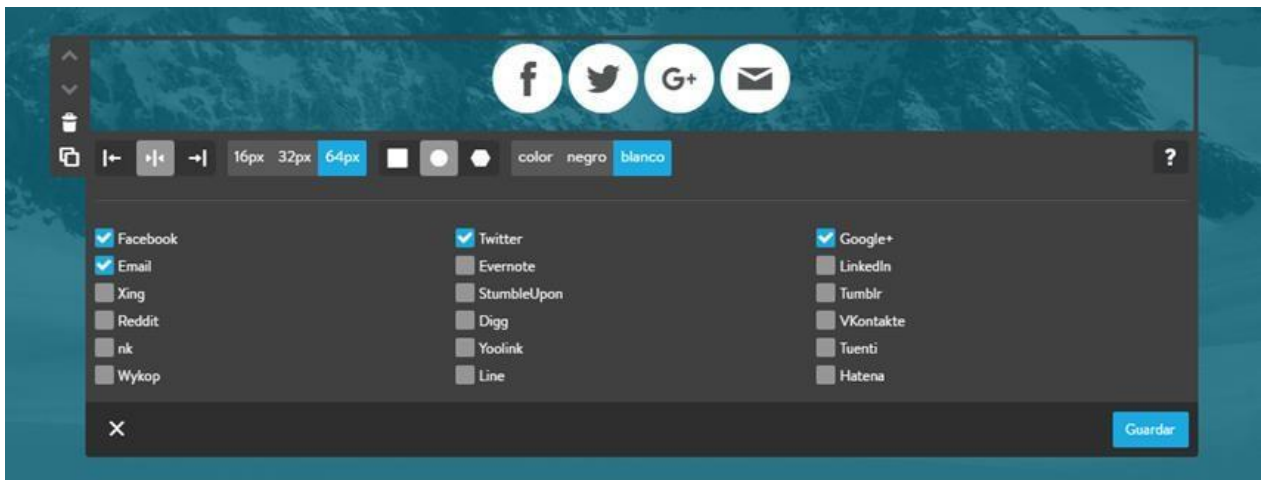 f G+
16px 32px 64px color negro blanco ?
Facebook Twitter Google+
Email Evernote LinkedIn
Xing StumbleUpon Tumblr
Reddit Digg VKontakte
nk Yoolink Tuenti
Wykop Line Hatena
Guardar